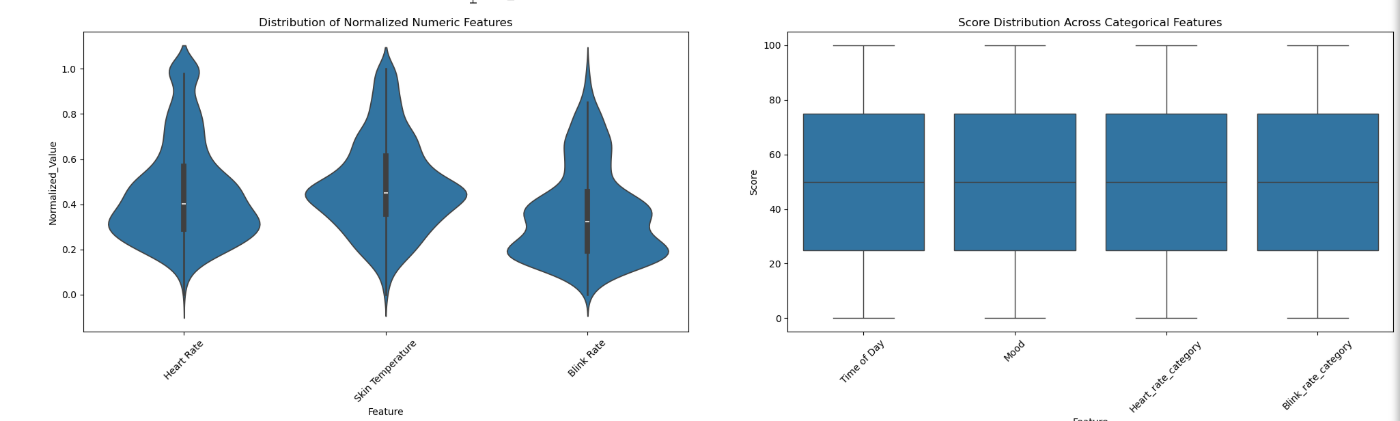 Distribution of Normalized Numeric Features
Normalized_Value
1.0
0.8
0.6
0.4
0.2
0.0
Heart Rate
Skin Temperature
Blink Rate
Feature
Score Distribution Across Categorical Features
Score
100
80
60
40
20
0
Time of Day
Mood
Heart_rate_category
Blink_rate_category
Feature